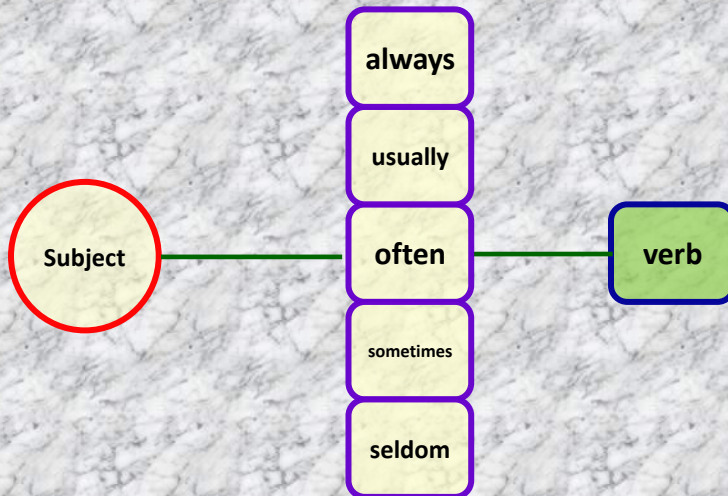 always
usually
Subject
often
verb
sometimes
seldom